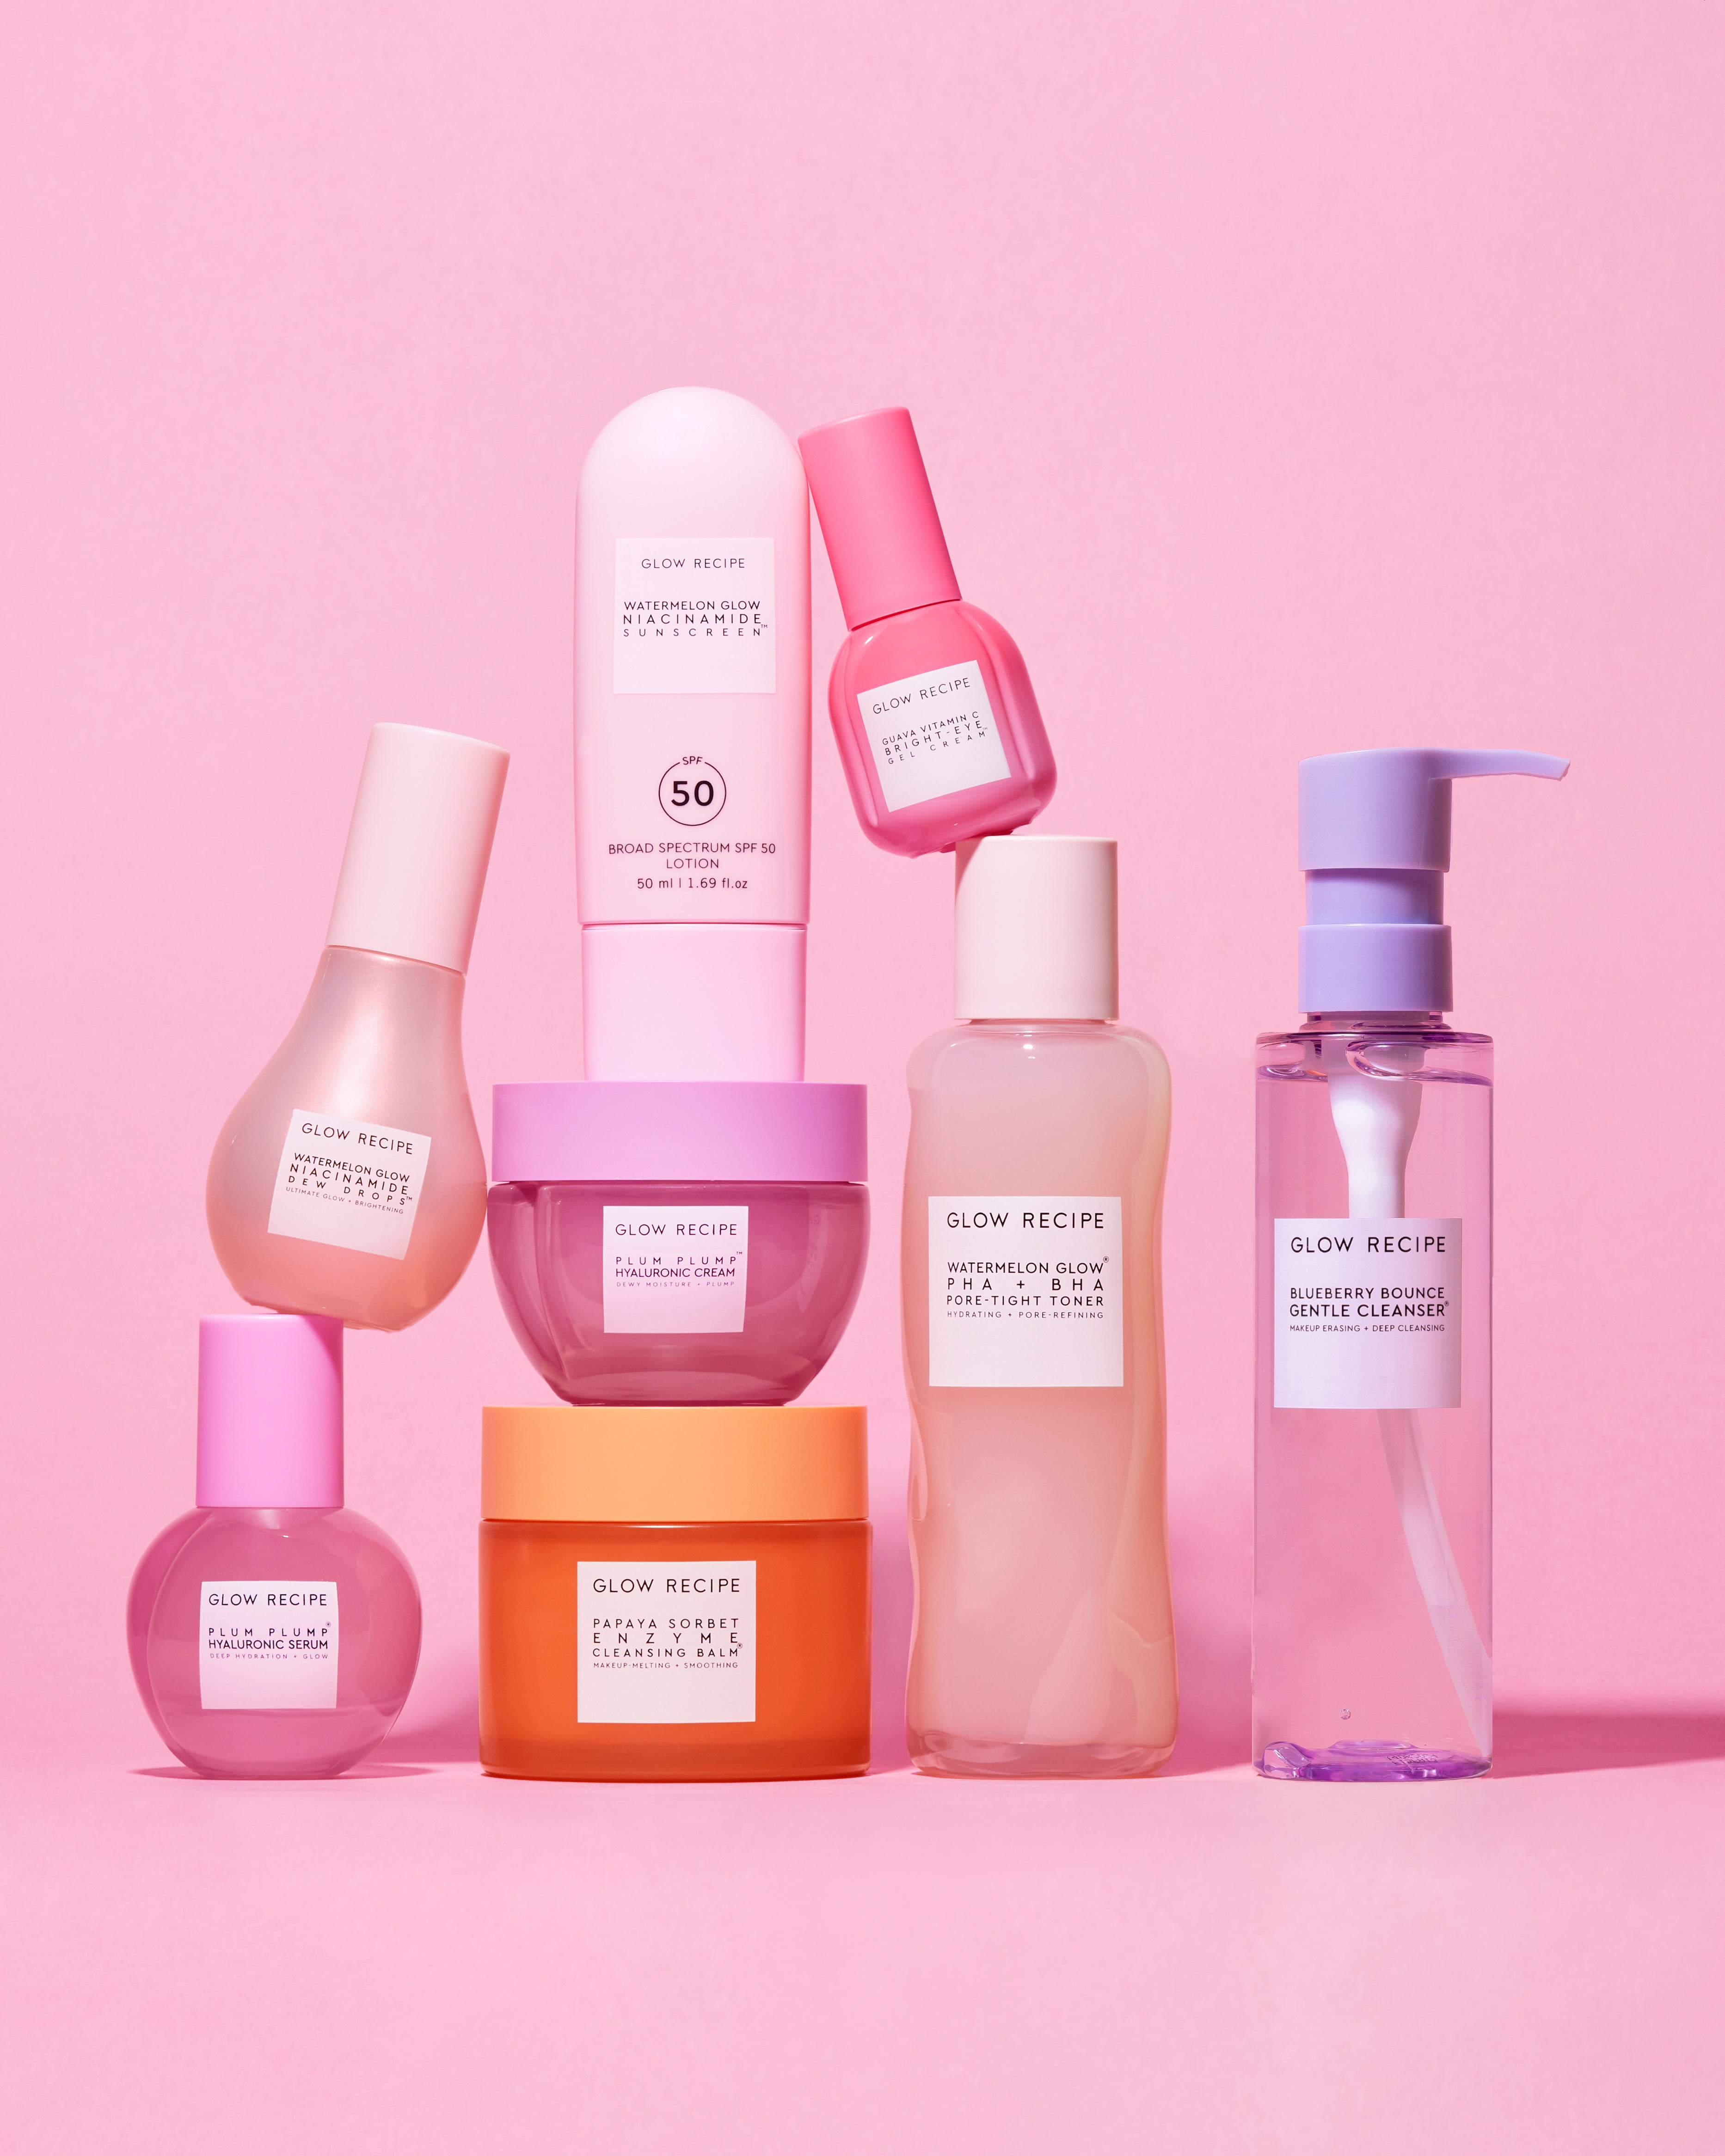 GLOW RECIPE
WATERMELON GLOW
NIACINAMIDE
SUNSCREEN™
SPF
50
BROAD SPECTRUM SPF 50
LOTION
50 ml | 1.69 fl.oz
GLOW RECIPE
GUAVA VITAMIN C
BRIGHT-EYE
GEL CREAM™
GLOW RECIPE
WATERMELON GLOW
NIACINAMIDE
DEW DROPS™
ULTIMATE GLOW + BRIGHTENING
GLOW RECIPE
PLUM PLUMP™
HYALURONIC CREAM
DEWY MOISTURE + PLUMP
GLOW RECIPE
WATERMELON GLOW®
PHA + BHA
PORE-TIGHT TONER
HYDRATING + PORE-REFINING
GLOW RECIPE
BLUEBERRY BOUNCE
GENTLE CLEANSER®
MAKEUP ERASING + DEEP CLEANSING
GLOW RECIPE
PLUM PLUMP®
HYALURONIC SERUM
DEEP HYDRATION + GLOW
GLOW RECIPE
PAPAYA SORBET
ENZYME
CLEANSING BALM®
MAKEUP-MELTING + SMOOTHING